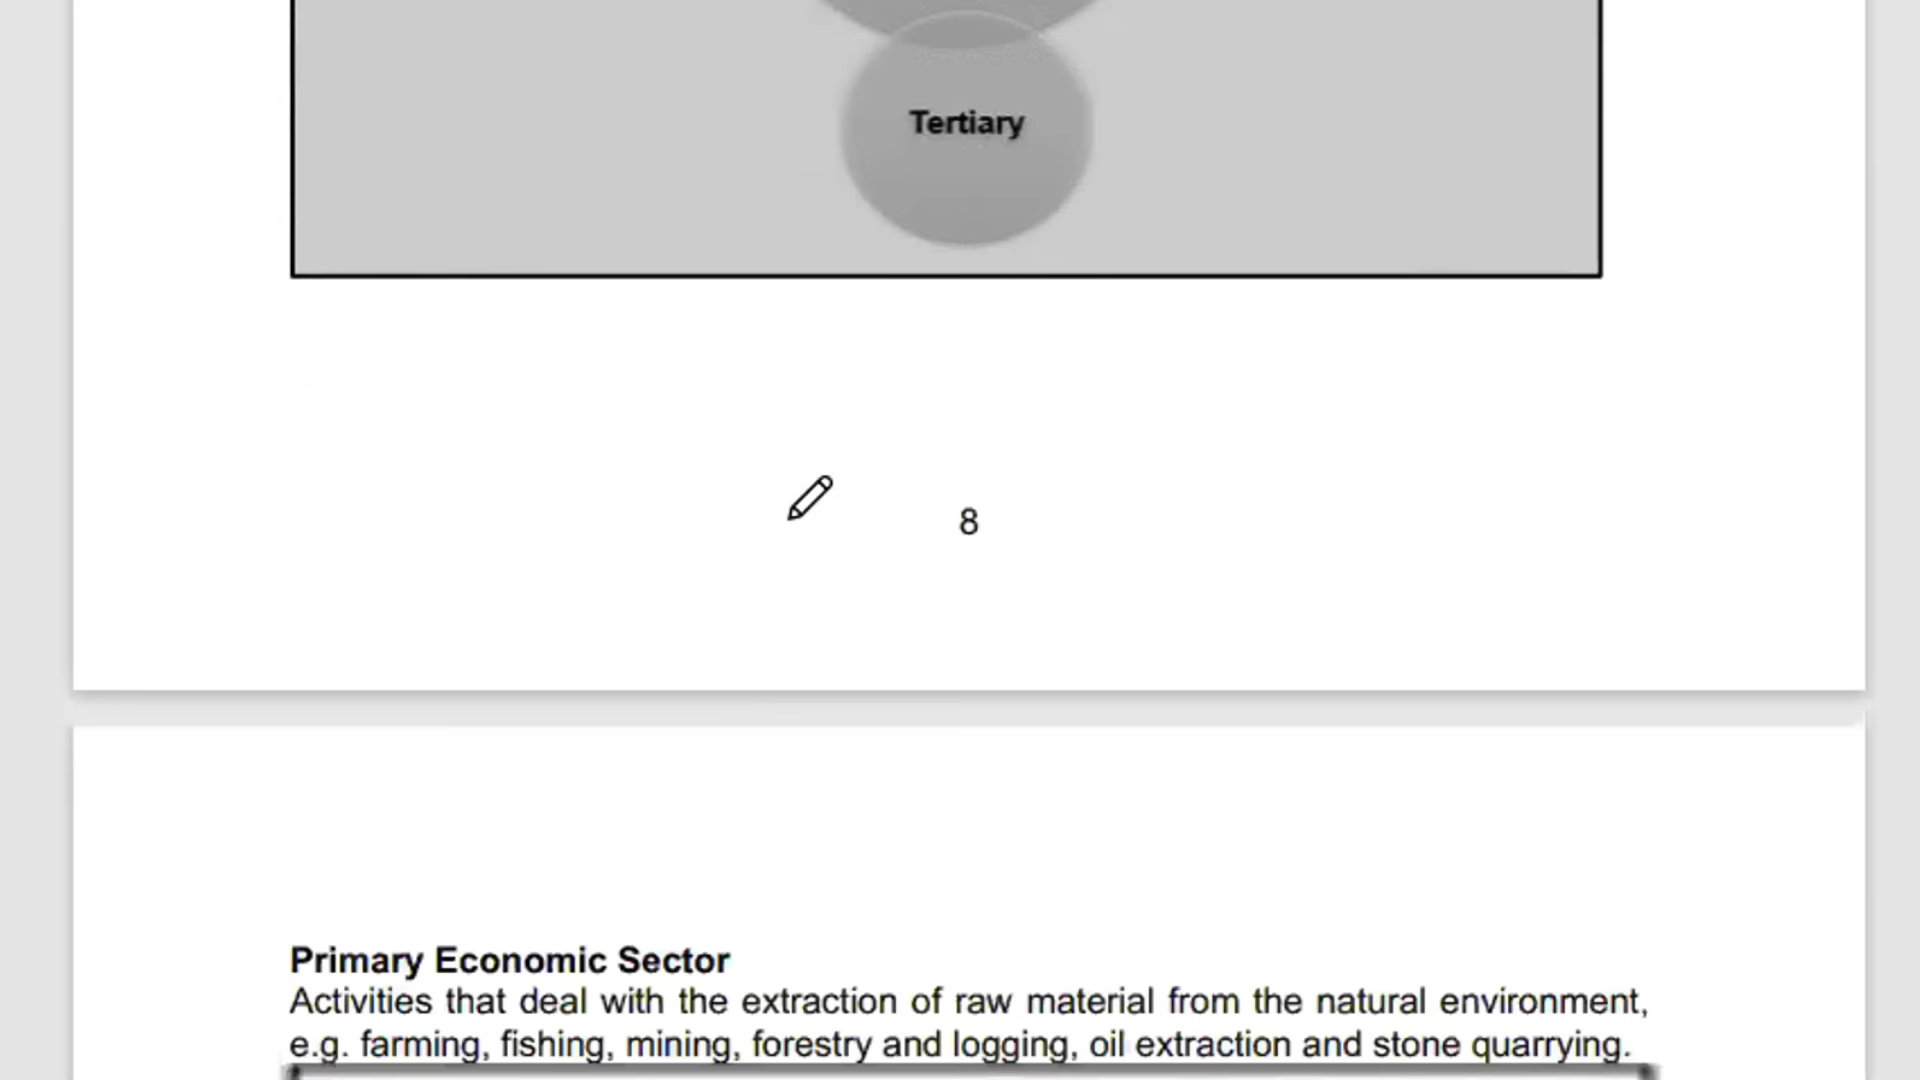 Tertiary
8
Primary Economic Sector
Activities that deal with the extraction of raw material from the natural environment,
e.g. farming, fishing, mining, forestry and logging, oil extraction and stone quarrying.